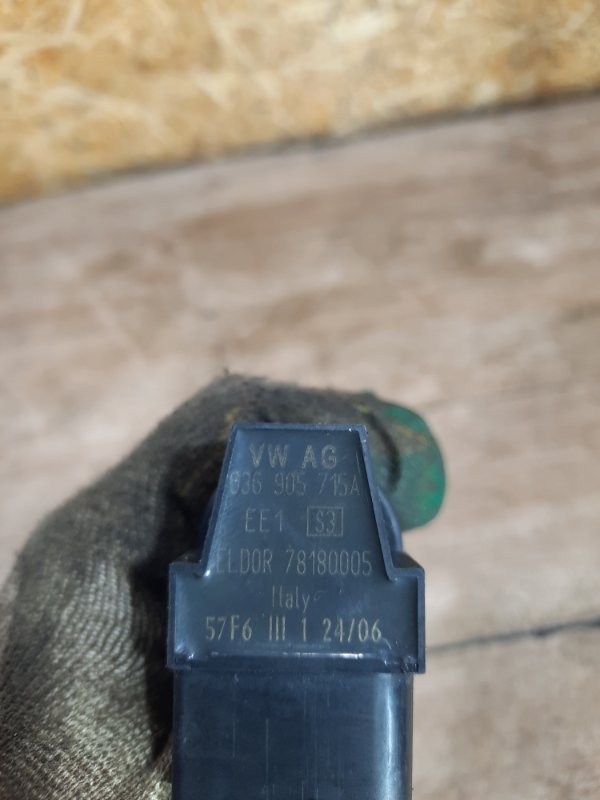 VW AG
036 905 715A
EE1 S3
ELDOR 78180005
Italy
57F6 III 1 24/06